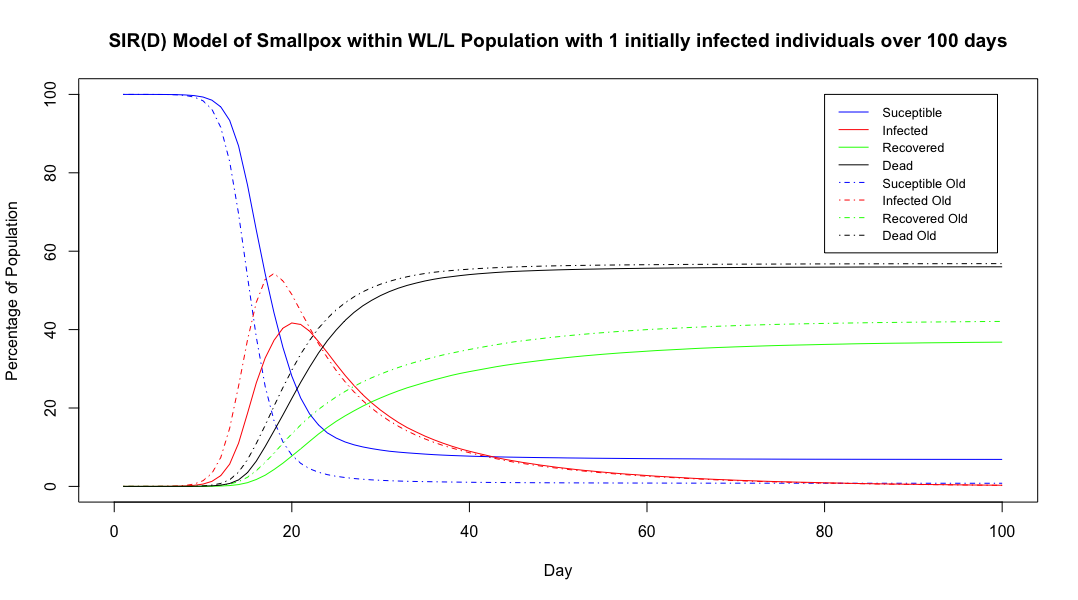 SIR(D) Model of Smallpox within WL/L Population with 1 initially infected individuals over 100 days
Percentage of Population
100
80
60
40
20
0
Suceptible
Infected
Recovered
Dead
Suceptible Old
Infected Old
Recovered Old
Dead Old
0 20 40 60 80 100
Day